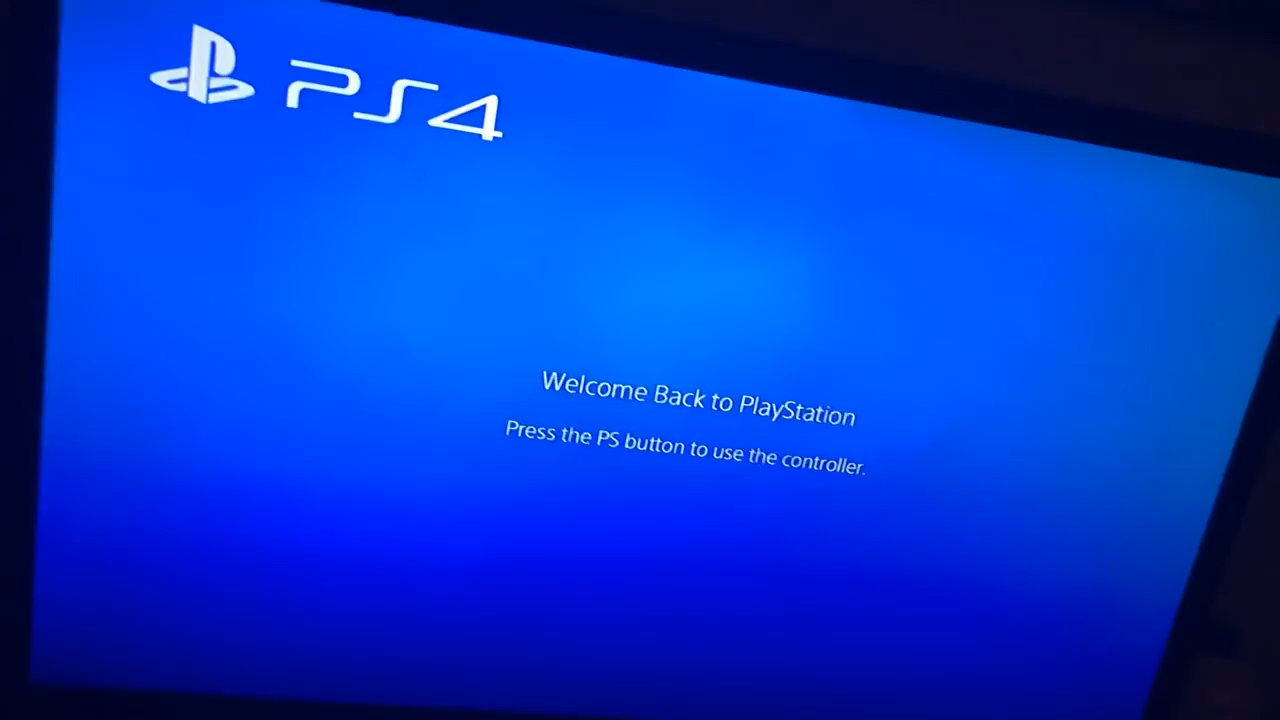 PS4
Welcome Back to PlayStation
Press the PS button to use the controller.